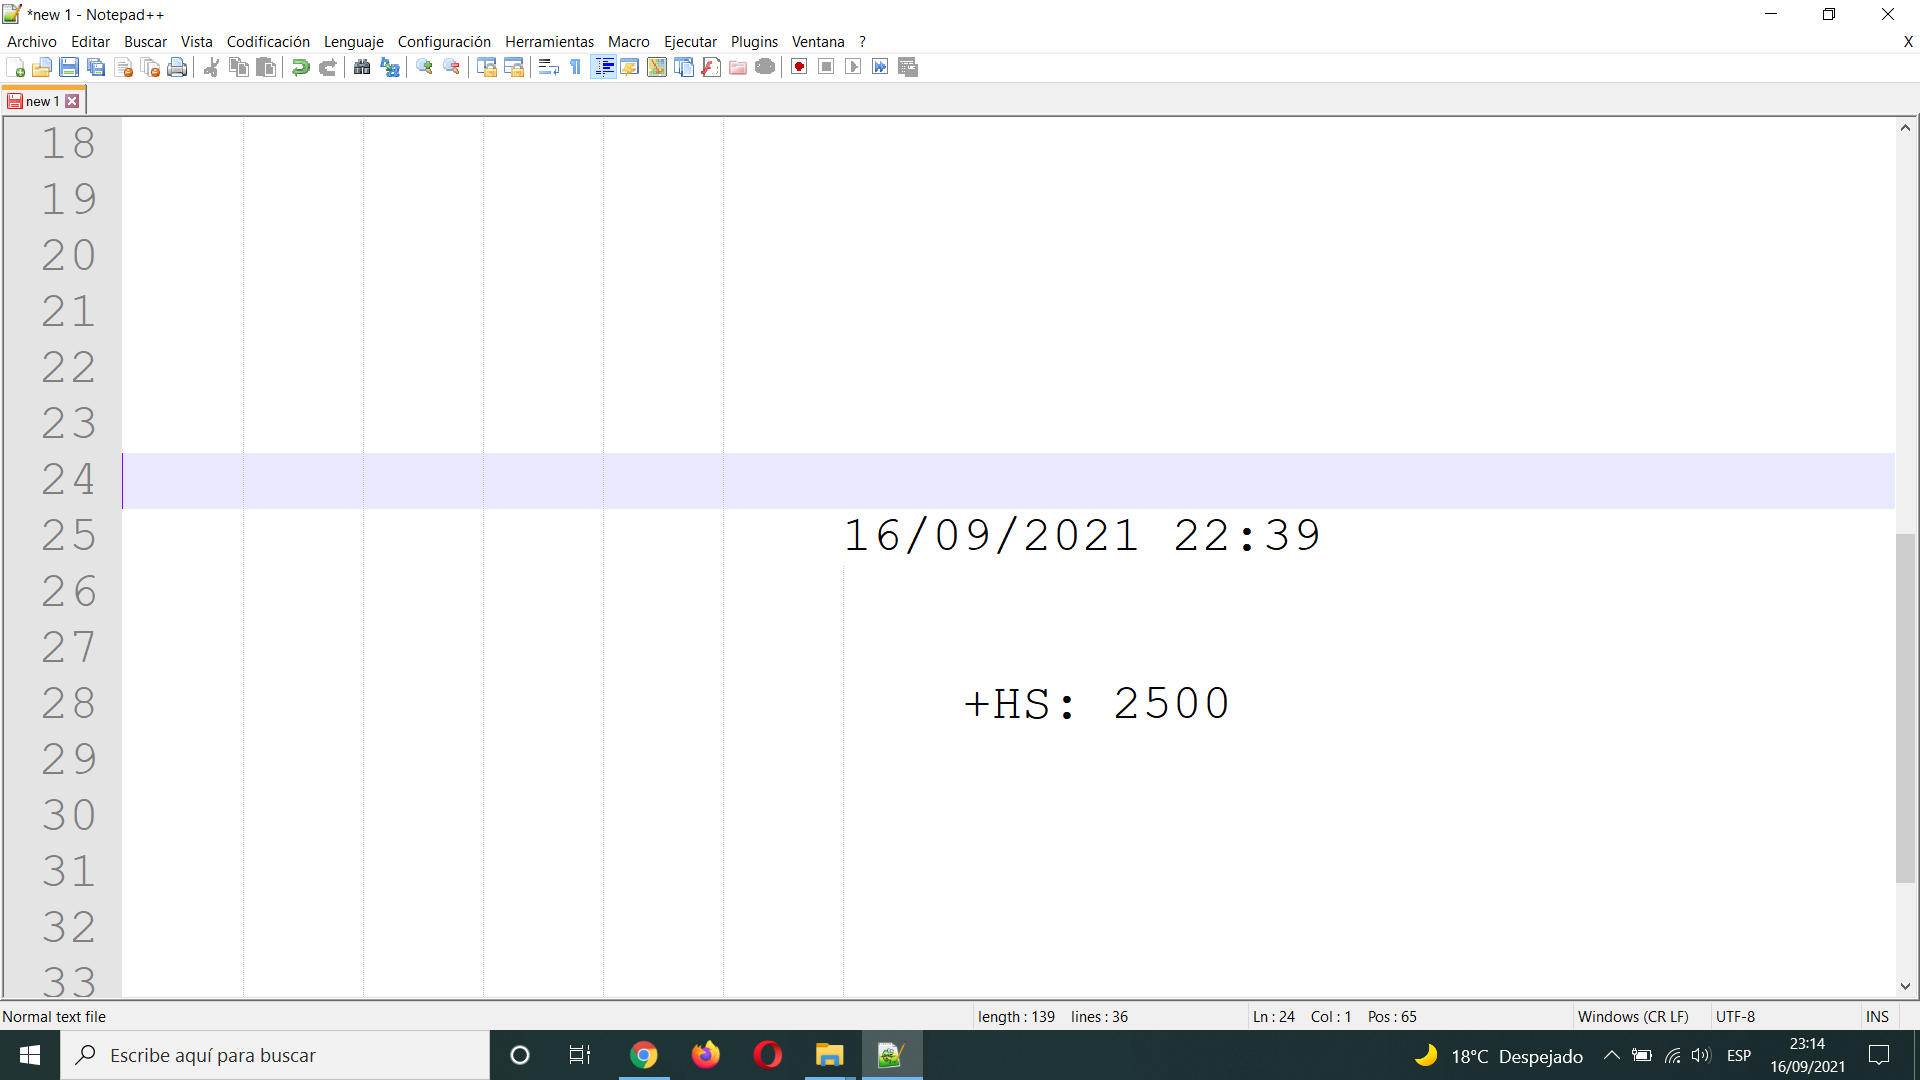 *new 1 - Notepad++
Archivo Editar Buscar Vista Codificación Lenguaje Configuración Herramientas Macro Ejecutar Plugins Ventana ? X
new 1
18
19
20
21
22
23
24
25 16/09/2021 22:39
26
27
28 +HS: 2500
29
30
31
32
33
Normal text file length : 139 lines : 36 Ln : 24 Col : 1 Pos : 65 Windows (CR LF) UTF-8 INS
Escribe aquí para buscar 18°C Despejado ESP 23:14
16/09/2021